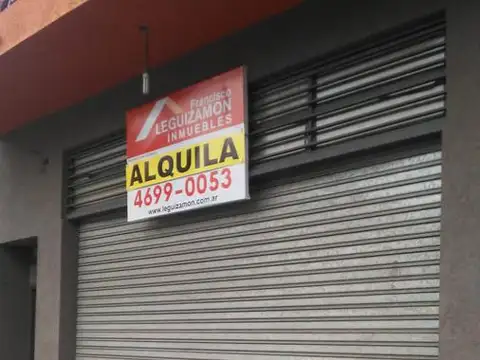 Francisco
LEGUIZAMON
INMUEBLES
ALQUILA
4699-0053
www.leguizamon.com.ar